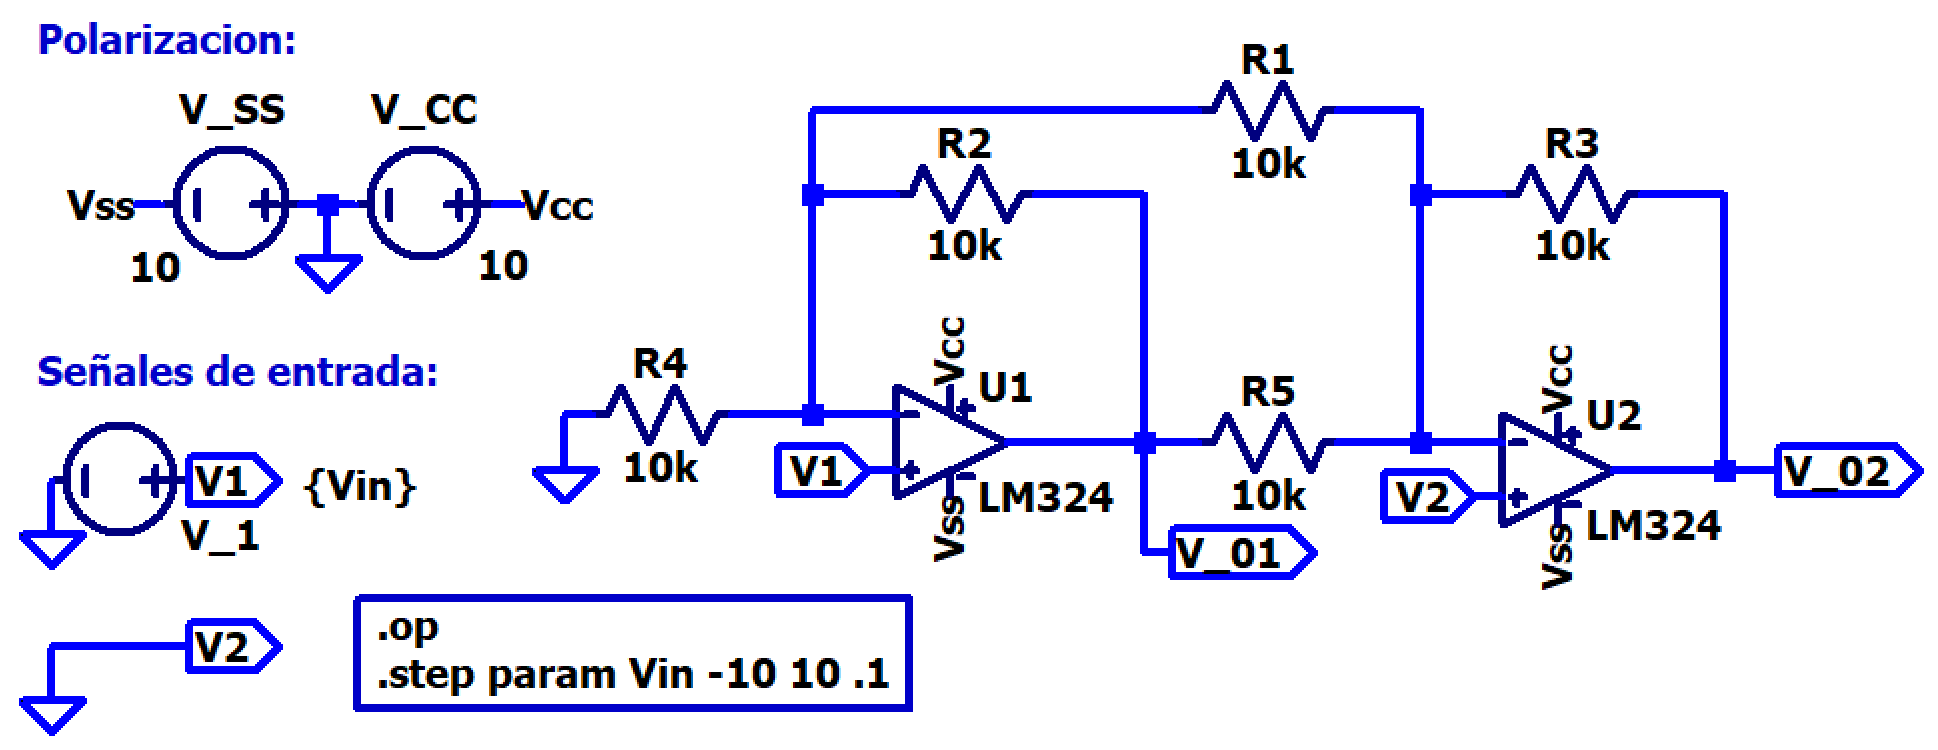 Polarizacion:
V_SS
V_CC
Vss
Vcc
10
10
Señales de entrada:
V1
{Vin}
V_1
V2
.op
.step param Vin -10 10 .1
R1
10k
R2
10k
R3
10k
R4
10k
Vcc
U1
V1
LM324
Vss
R5
10k
V_01
Vcc
U2
V2
LM324
Vss
V_02